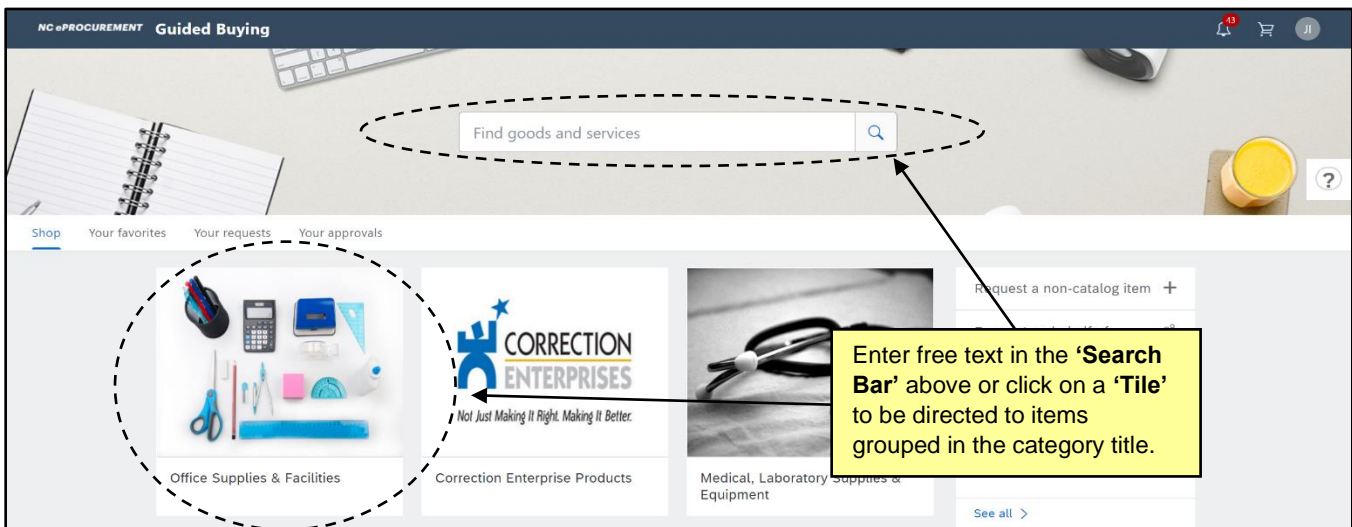 NC ePROCUREMENT Guided Buying
43
JI
Find goods and services
?
Shop Your favorites Your requests Your approvals
CORRECTION
ENTERPRISES
Not Just Making It Right. Making It Better.
Request a non-catalog item +
Enter free text in the ‘Search
Bar’ above or click on a ‘Tile’
to be directed to items
grouped in the category title.
Office Supplies & Facilities
Correction Enterprise Products
Medical, Laboratory Supplies &
Equipment
See all >